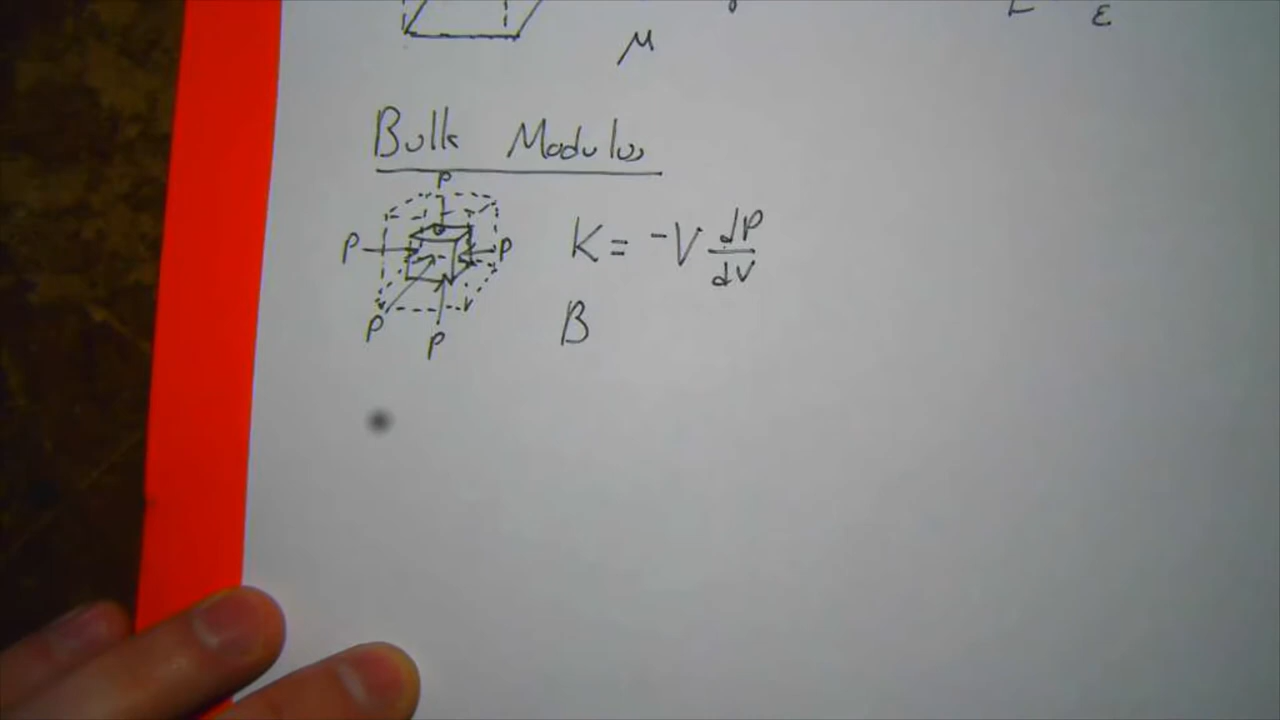 μ ε
Bulk Modulus
P
P P
K = -V dP/dV
P
P
B